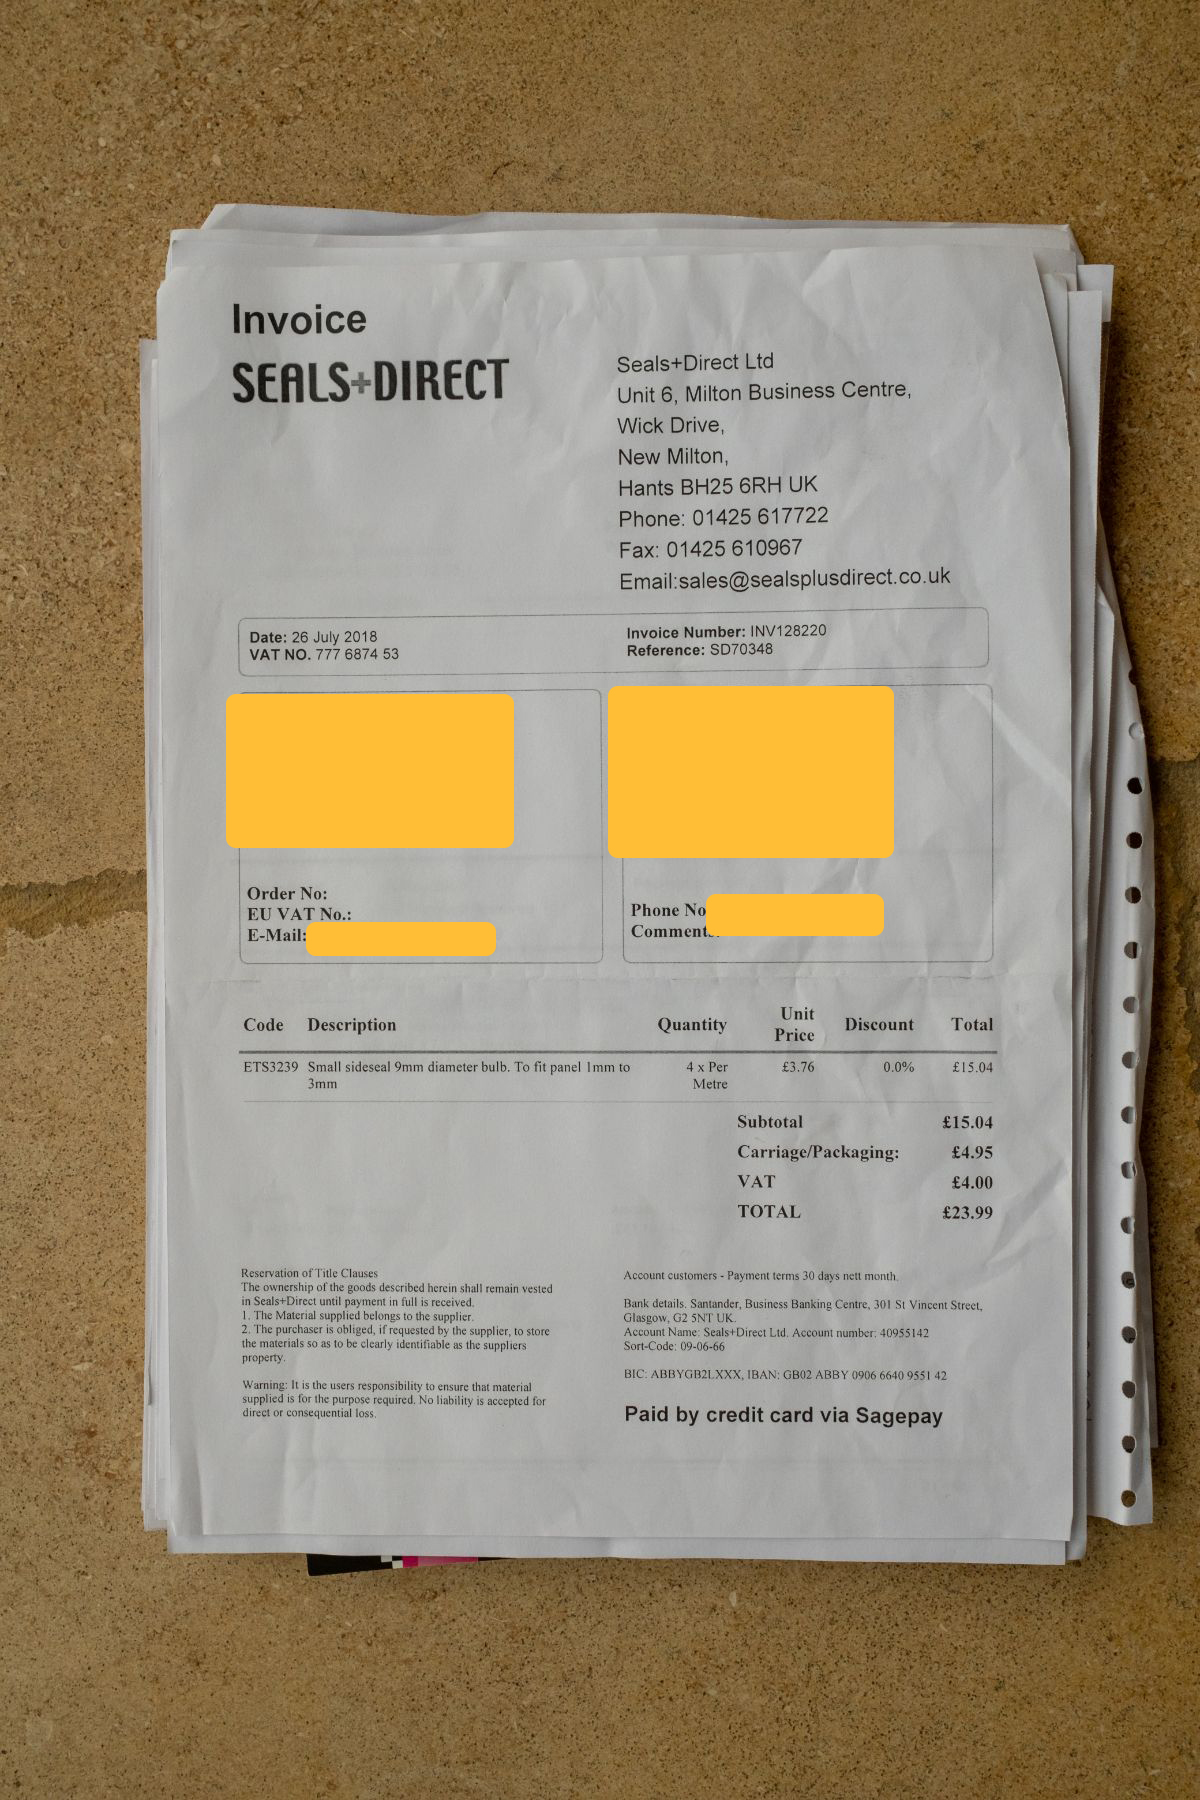 Invoice
SEALS+DIRECT
Seals+Direct Ltd
Unit 6, Milton Business Centre,
Wick Drive,
New Milton,
Hants BH25 6RH UK
Phone: 01425 617722
Fax: 01425 610967
Email:sales@sealsplusdirect.co.uk
Date: 26 July 2018
VAT NO. 777 6874 53
Invoice Number: INV128220
Reference: SD70348
Order No:
EU VAT No.:
E-Mail:
Phone No
Comments:
Code Description Quantity Unit Price Discount Total
ETS3239 Small sideseal 9mm diameter bulb. To fit panel 1mm to 4 x Per £3.76 0.0% £15.04
3mm Metre
Subtotal £15.04
Carriage/Packaging: £4.95
VAT £4.00
TOTAL £23.99
Reservation of Title Clauses
The ownership of the goods described herein shall remain vested
in Seals+Direct until payment in full is received.
1. The Material supplied belongs to the supplier.
2. The purchaser is obliged, if requested by the supplier, to store
the materials so as to be clearly identifiable as the suppliers
property.
Warning: It is the users responsibility to ensure that material
supplied is for the purpose required. No liability is accepted for
direct or consequential loss.
Account customers - Payment terms 30 days nett month.
Bank details. Santander, Business Banking Centre, 301 St Vincent Street,
Glasgow, G2 5NT UK.
Account Name: Seals+Direct Ltd. Account number: 40955142
Sort-Code: 09-06-66
BIC: ABBYGB2LXXX, IBAN: GB02 ABBY 0906 6640 9551 42
Paid by credit card via Sagepay